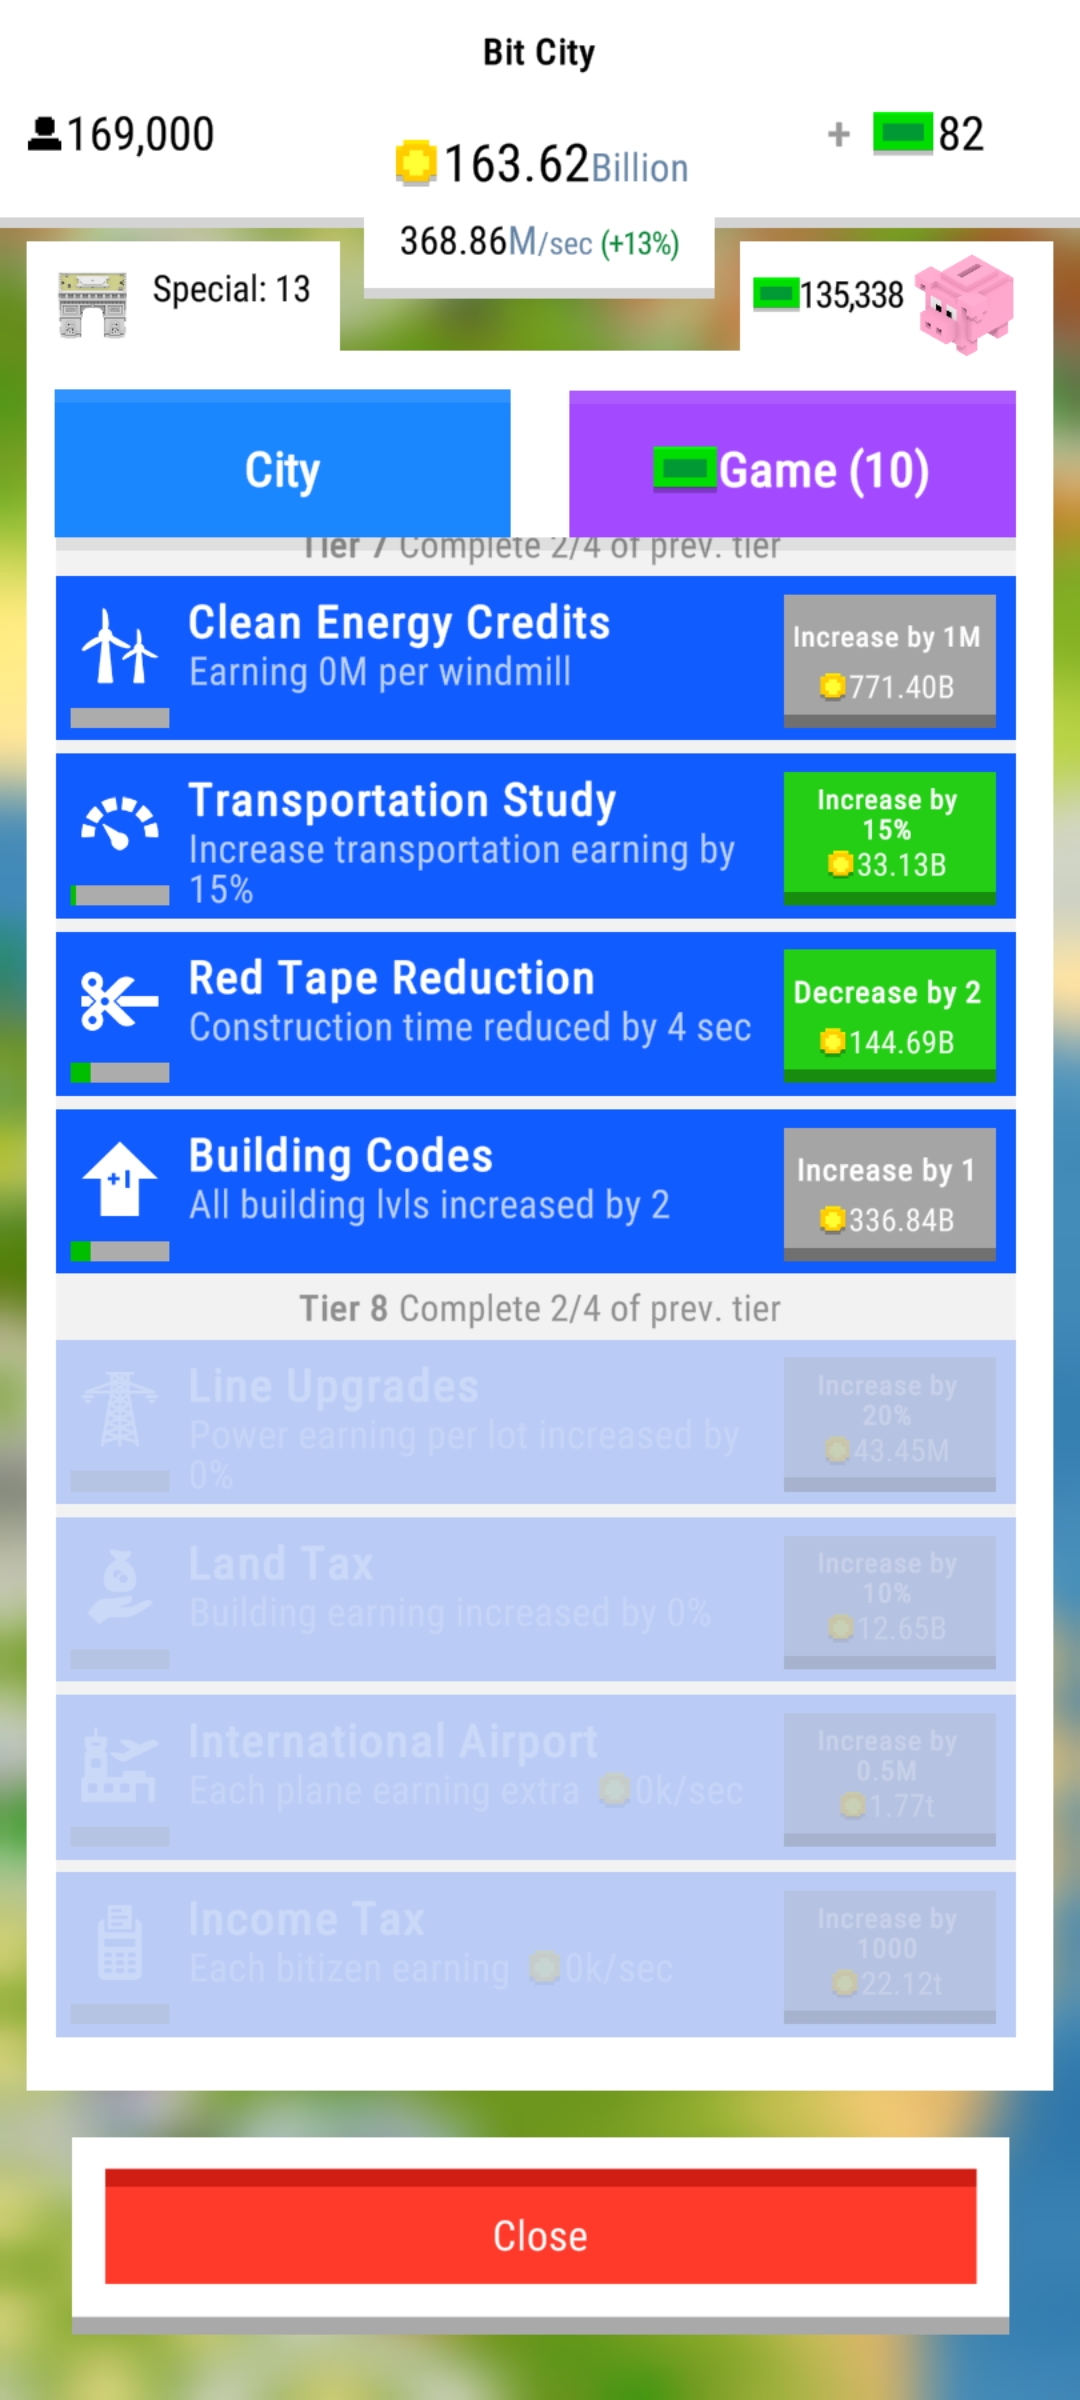 Bit City
169,000
163.62Billion
82
368.86M/sec (+13%)
Special: 13
135,338
City
Game (10)
Tier 7 Complete 2/4 of prev. tier
Clean Energy Credits
Earning 0M per windmill
Increase by 1M
771.40B
Transportation Study
Increase transportation earning by
15%
Increase by
15%
33.13B
Red Tape Reduction
Construction time reduced by 4 sec
Decrease by 2
144.69B
Building Codes
All building lvls increased by 2
Increase by 1
336.84B
Tier 8 Complete 2/4 of prev. tier
Line Upgrades
Power earning per lot increased by
0%
Increase by
20%
43.45M
Land Tax
Building earning increased by 0%
Increase by
10%
12.65B
International Airport
Each plane earning extra 0k/sec
Increase by
0.5M
1.77t
Income Tax
Each bitizen earning 0k/sec
Increase by
1000
22.12t
Close